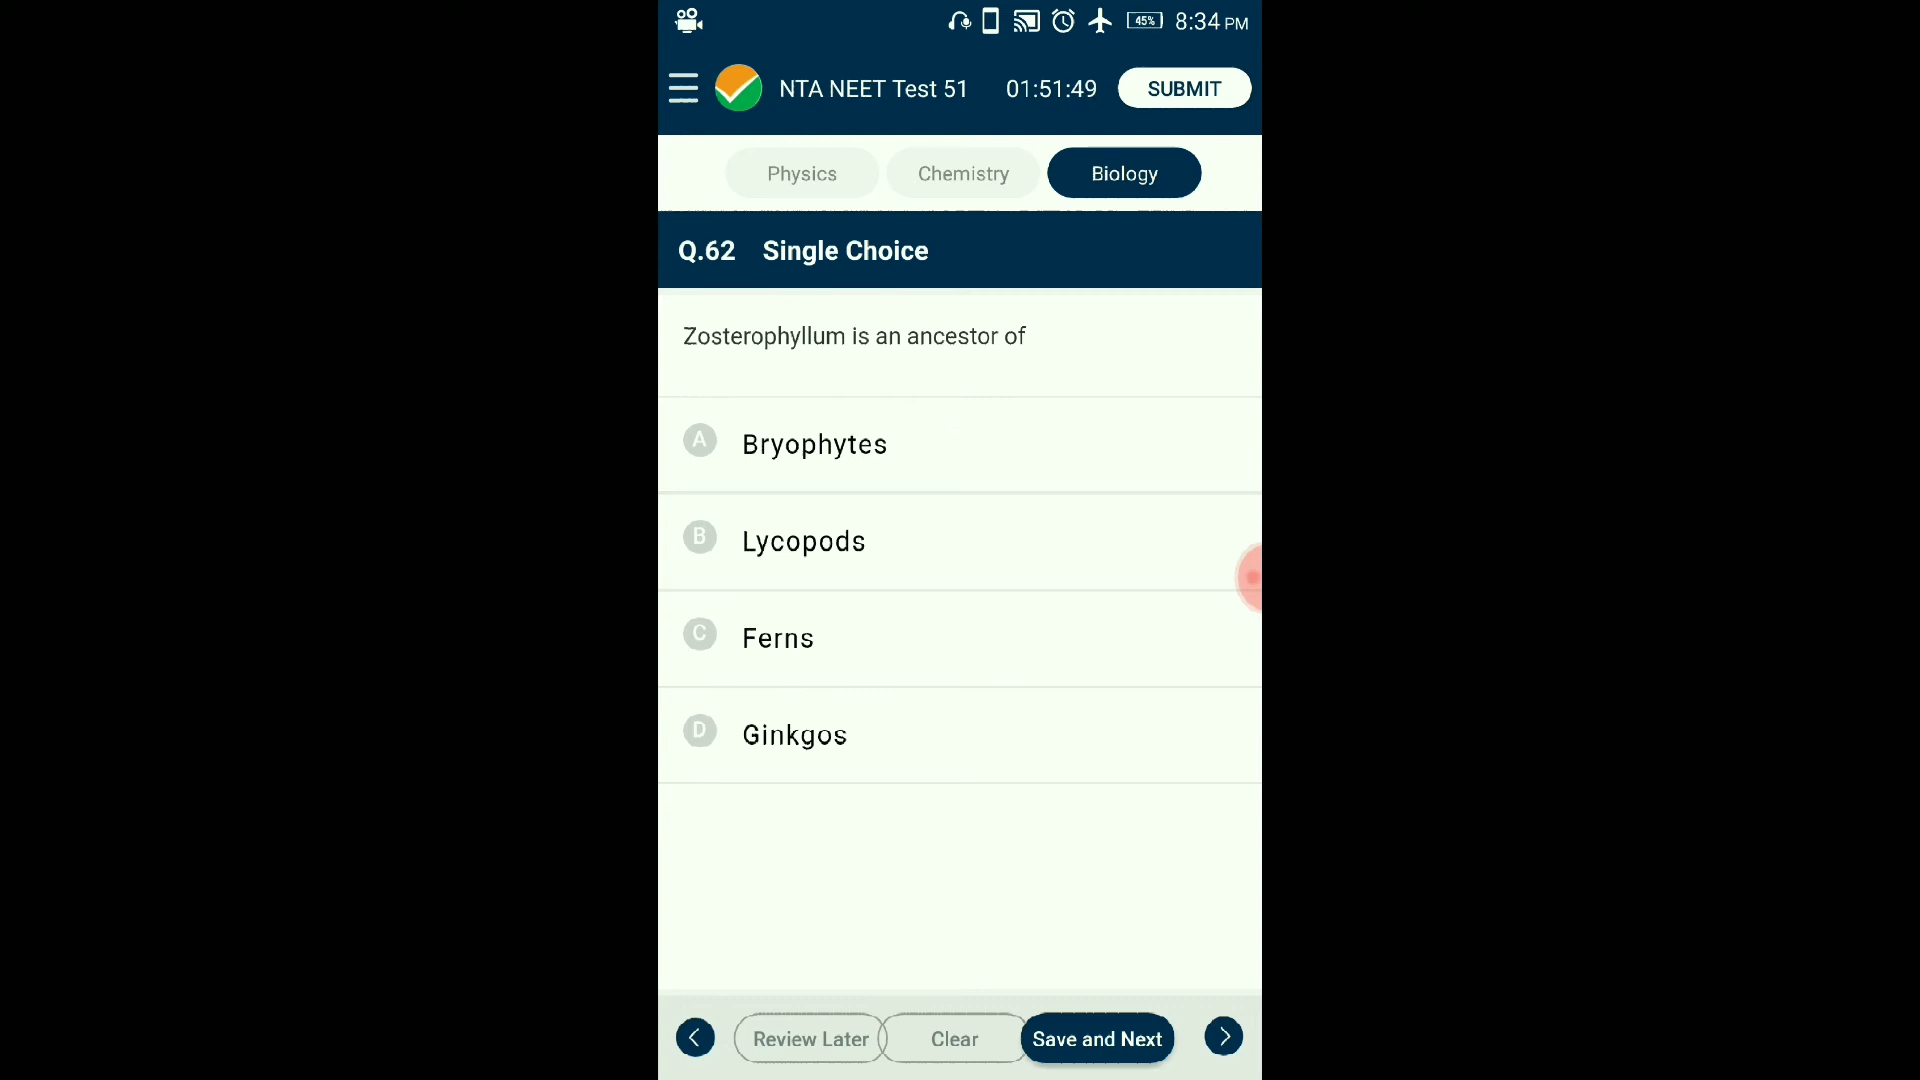 45% 8:34 PM
NTA NEET Test 51 01:51:49 SUBMIT
Physics Chemistry Biology
Q.62 Single Choice
Zosterophyllum is an ancestor of
A Bryophytes
B Lycopods
C Ferns
D Ginkgos
Review Later Clear Save and Next